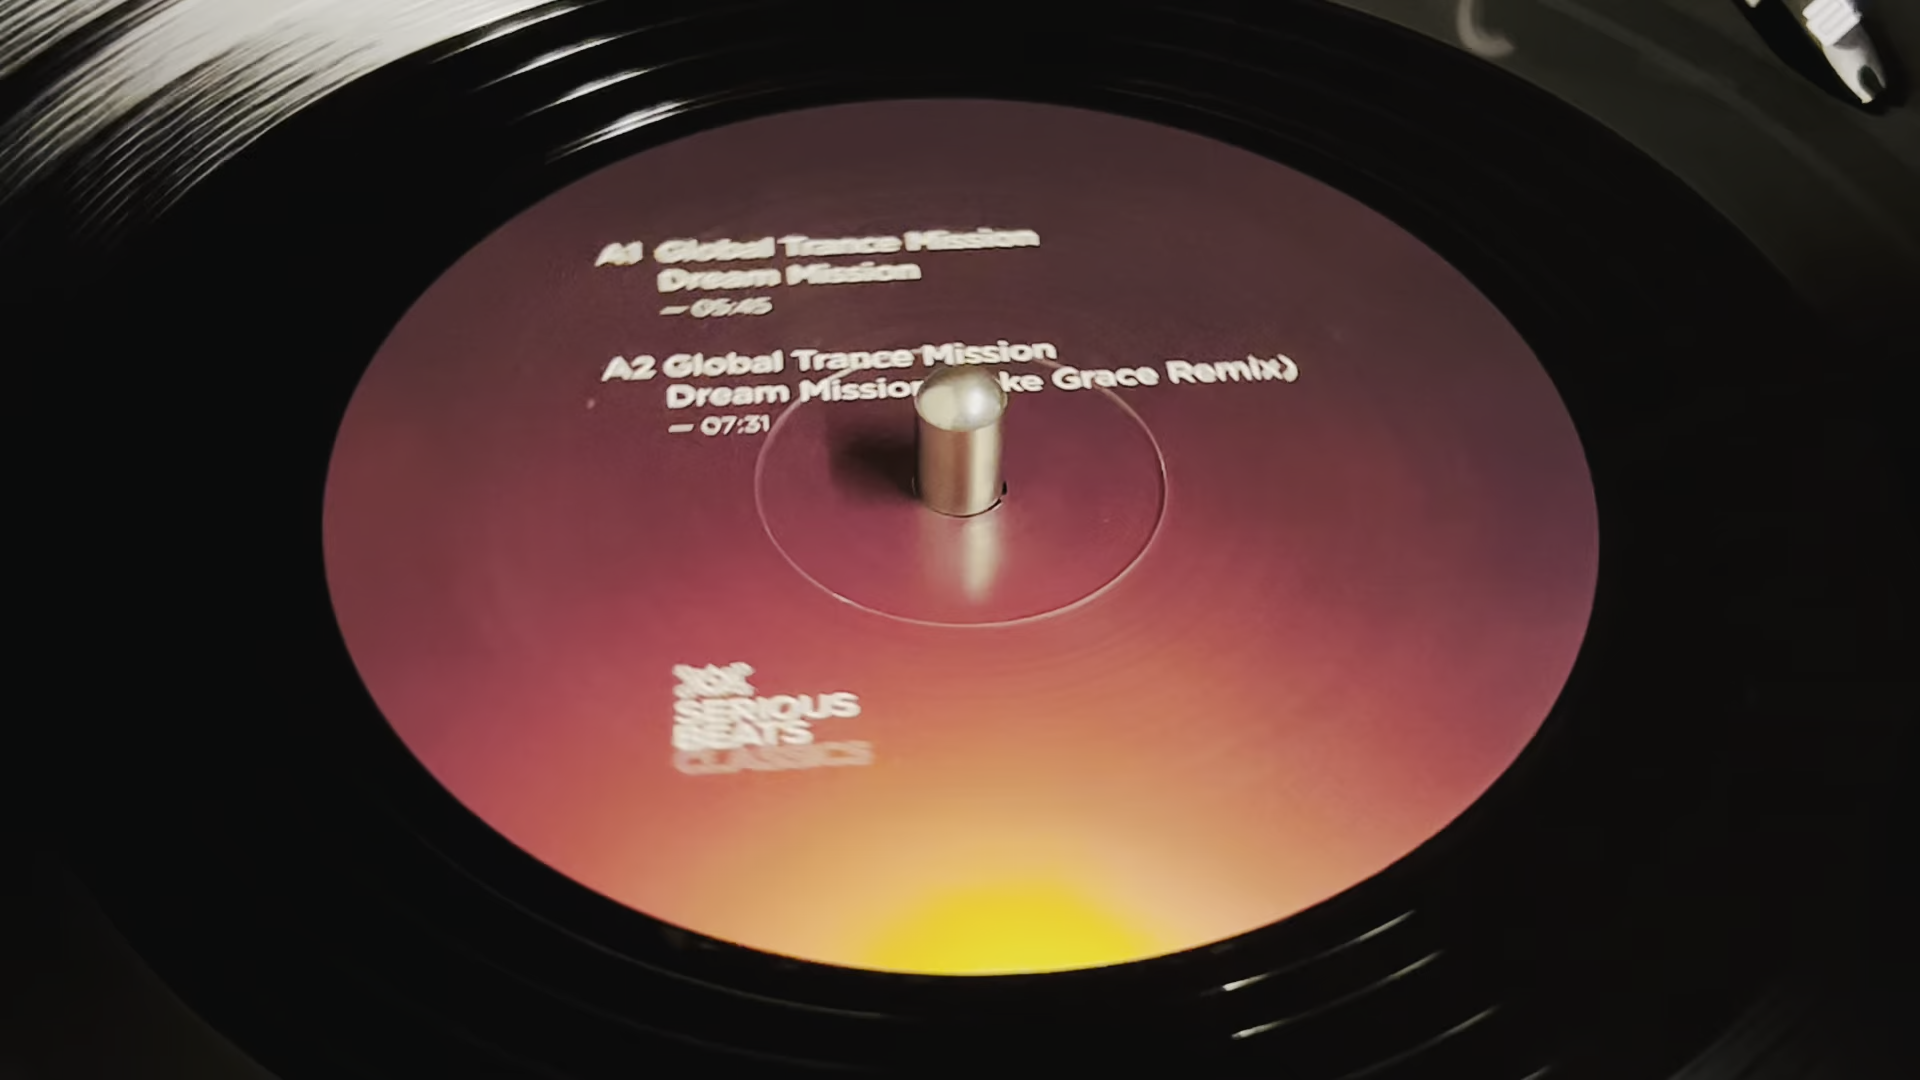 A1 Global Trance Mission
Dream Mission
— 05:45
A2 Global Trance Mission
Dream Mission ke Grace Remix)
— 07:31
SERIOUS
BEATS
CLASSICS